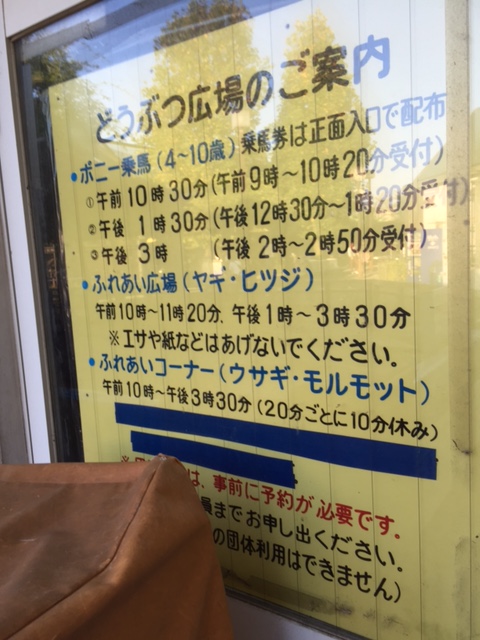 どうぶつ広場のご案内
●ポニー乗馬(4～10歳)乗馬券は正面入口で配布
①午前10時30分(午前9時～10時20分受付)
②午後 1時30分(午後12時30分～1時20分受付)
③午後 3時 (午後 2時～2時50分受付)
●ふれあい広場(ヤギ・ヒツジ)
午前10時～11時20分、午後1時～3時30分
※エサや紙などはあげないでください。
●ふれあいコーナー(ウサギ・モルモット)
午前10時～午後3時30分(20分ごとに10分休み)
は、事前に予約が必要です。
員までお申し出ください。
の団体利用はできません)